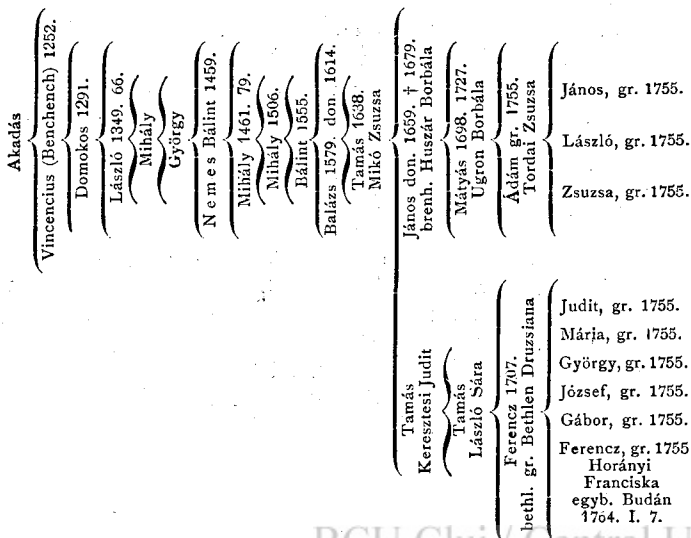 Akadás
Vincencius (Benchench) 1252.
Domokos 1291.
László 1349. 66.
Mihály
György
Nemes Bálint 1459.
Mihály 1461. 79.
Mihály 1506.
Bálint 1555.
Balázs 1579. don. 1614.
Tamás 1638.
Mikó Zsuzsa
János don. 1659. † 1679.
brenh. Huszár Borbála
Mátyás 1698. 1727.
Ugron Borbála
Ádám gr. 1755.
Tordai Zsuzsa
János, gr. 1755.
László, gr. 1755.
Zsuzsa, gr. 1755.
Tamás
Keresztesi Judit
Tamás
László Sára
Ferencz 1707.
bethl. gr. Bethlen Druzsiana
Judit, gr. 1755.
Márja, gr. 1755.
György, gr. 1755.
József, gr. 1755.
Gábor, gr. 1755.
Ferencz, gr. 1755
Horányi
Franciska
egyb. Budán
1764. I. 7.